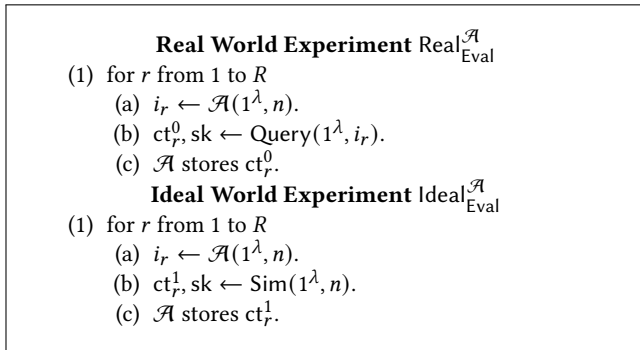 Real World Experiment Real^𝒜_Eval
(1) for r from 1 to R
(a) i_r ← 𝒜(1^λ, n).
(b) ct^0_r, sk ← Query(1^λ, i_r).
(c) 𝒜 stores ct^0_r.
Ideal World Experiment Ideal^𝒜_Eval
(1) for r from 1 to R
(a) i_r ← 𝒜(1^λ, n).
(b) ct^1_r, sk ← Sim(1^λ, n).
(c) 𝒜 stores ct^1_r.